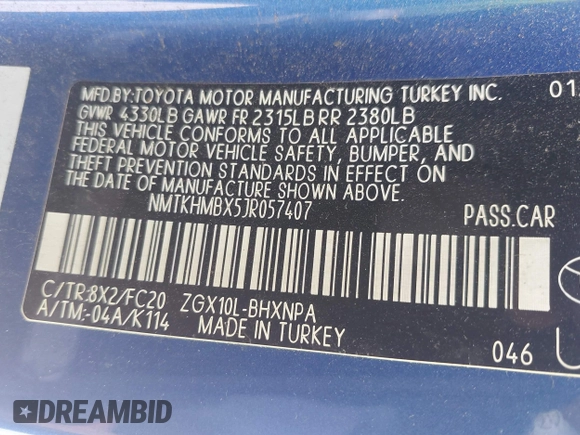 MFD.BY:TOYOTA MOTOR MANUFACTURING TURKEY INC.
GVWR 4330LB GAWR FR 2315LB RR 2380LB
THIS VEHICLE CONFORMS TO ALL APPLICABLE
FEDERAL MOTOR VEHICLE SAFETY, BUMPER, AND
THEFT PREVENTION STANDARDS IN EFFECT ON
THE DATE OF MANUFACTURE SHOWN ABOVE.
NMTKHMBX5JR057407 PASS.CAR
C/TR:8X2/FC20 ZGX10L-BHXNPA
A/TM:-04A/K114 MADE IN TURKEY
046
DREAMBID